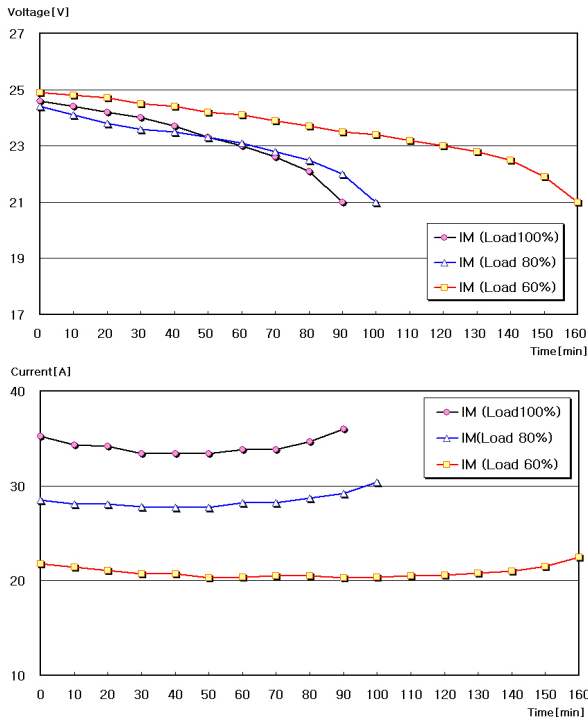 Voltage[V]
27
25
23
21
19
17
IM (Load100%)
IM (Load 80%)
IM (Load 60%)
0 10 20 30 40 50 60 70 80 90 100 110 120 130 140 150 160
Time[min]
Current[A]
40
30
20
10
IM (Load100%)
IM(Load 80%)
IM (Load 60%)
0 10 20 30 40 50 60 70 80 90 100 110 120 130 140 150 160
Time[min]